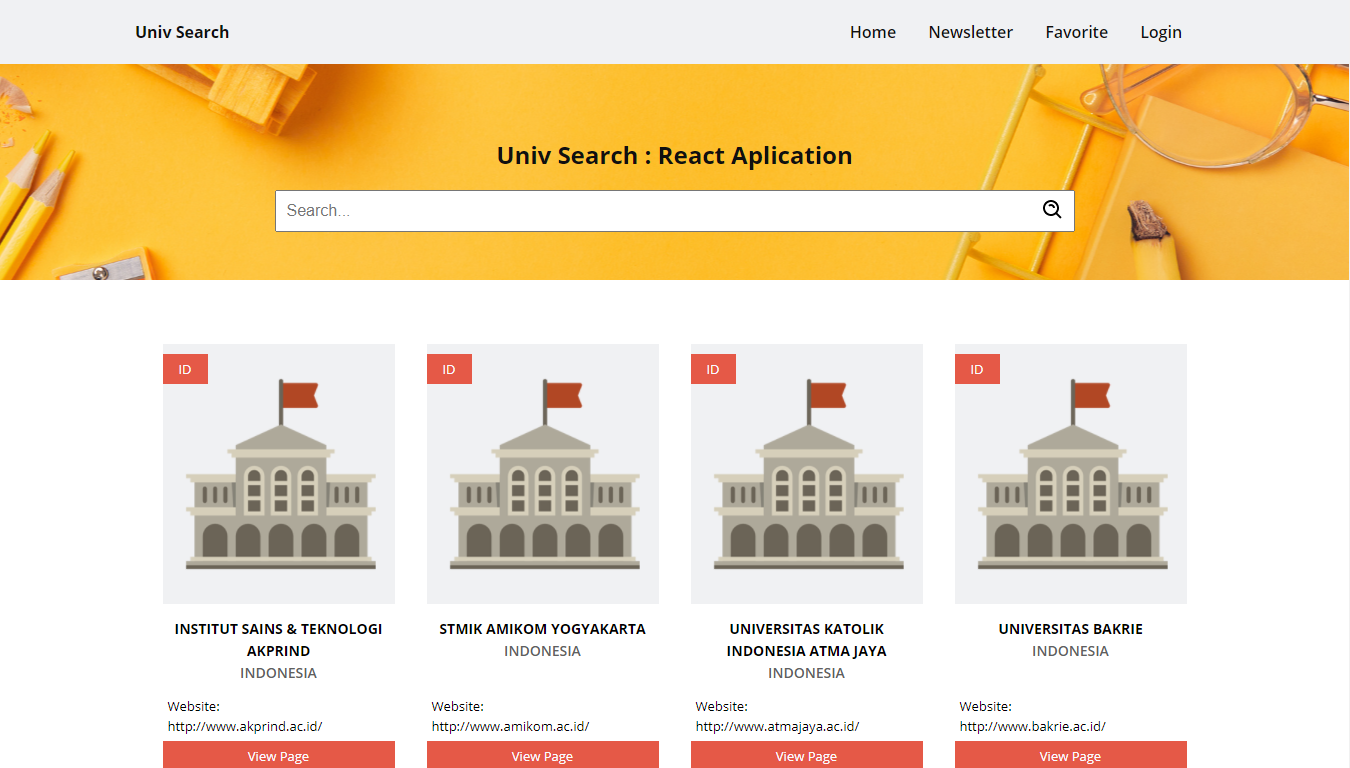 Univ Search
Home Newsletter Favorite Login
Univ Search : React Aplication
Search...
ID
ID
ID
ID
INSTITUT SAINS & TEKNOLOGI
AKPRIND
INDONESIA
Website:
http://www.akprind.ac.id/
View Page
STMIK AMIKOM YOGYAKARTA
INDONESIA
Website:
http://www.amikom.ac.id/
View Page
UNIVERSITAS KATOLIK
INDONESIA ATMA JAYA
INDONESIA
Website:
http://www.atmajaya.ac.id/
View Page
UNIVERSITAS BAKRIE
INDONESIA
Website:
http://www.bakrie.ac.id/
View Page